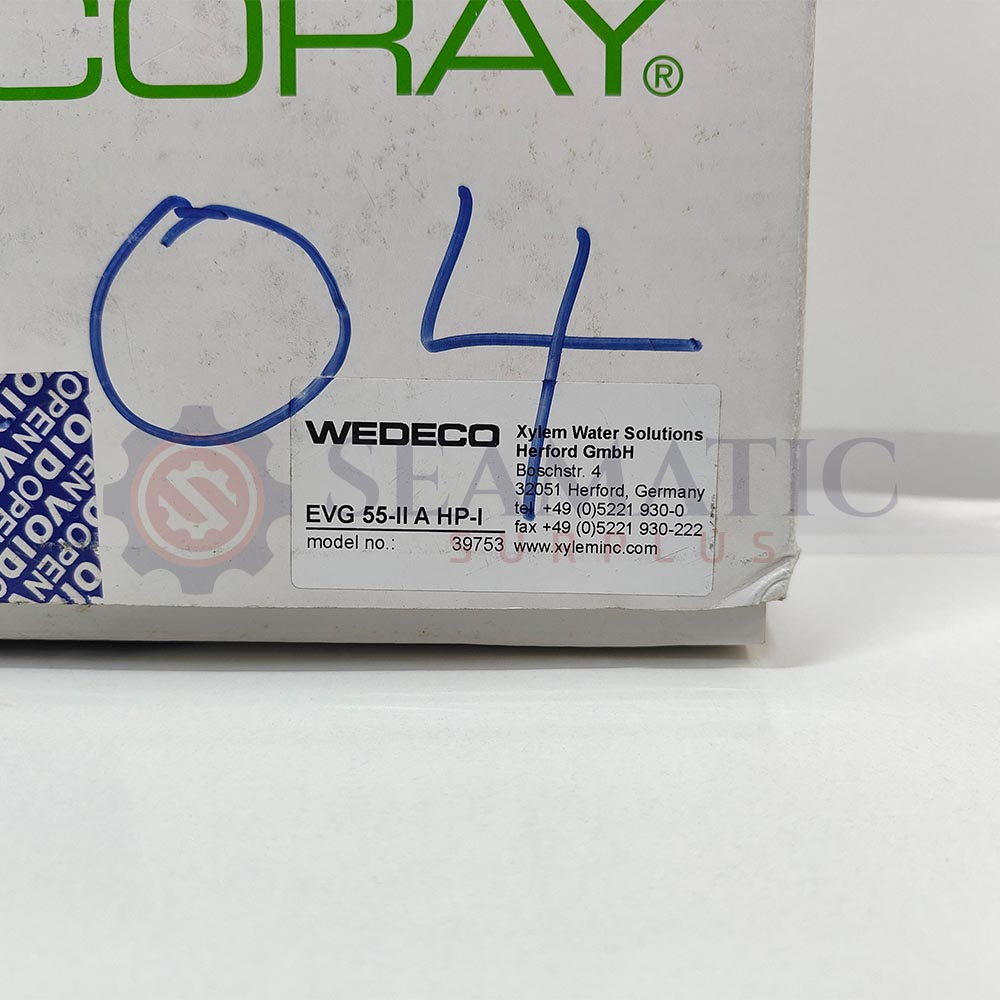 CORAY®
04
WEDECO
Xylem Water Solutions
Herford GmbH
Boschstr. 4
32051 Herford, Germany
tel +49 (0)5221 930-0
fax +49 (0)5221 930-222
www.xyleminc.com
EVG 55-II A HP-I
model no.: 39753
OPEN VOID
SEAMATIC
SURPLUS